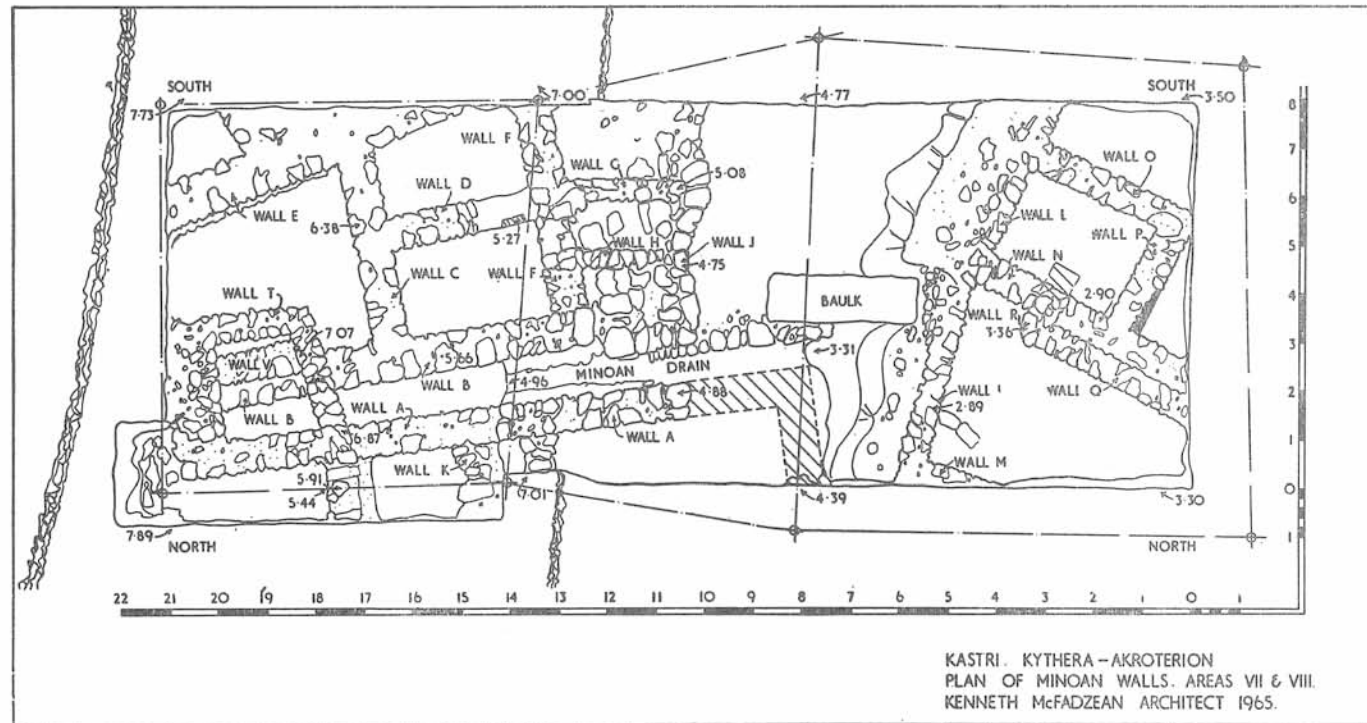 SOUTH
7·73
7·00
4·77
SOUTH
3·50
8
WALL F
WALL G
WALL O
7
5·08
WALL D
6
WALL E
WALL L
6·38
5·27
WALL H
WALL J
WALL P
5
WALL N
4·75
WALL C
WALL F
BAULK
2·90
4
WALL T
WALL R
7·07
3·36
3
5·66
3·31
WALL V
MINOAN DRAIN
WALL B
4·96
4·88
WALL Q
2
WALL A
WALL B
2·89
WALL A
6·87
1
WALL K
WALL M
5·91
7·01
5·44
4·39
3·30
0
7·89
NORTH
NORTH
1
22 21 20 19 18 17 16 15 14 13 12 11 10 9 8 7 6 5 4 3 2 1 0 1
KASTRI. KYTHERA – AKROTERION
PLAN OF MINOAN WALLS. AREAS VII & VIII.
KENNETH McFADZEAN ARCHITECT 1965.